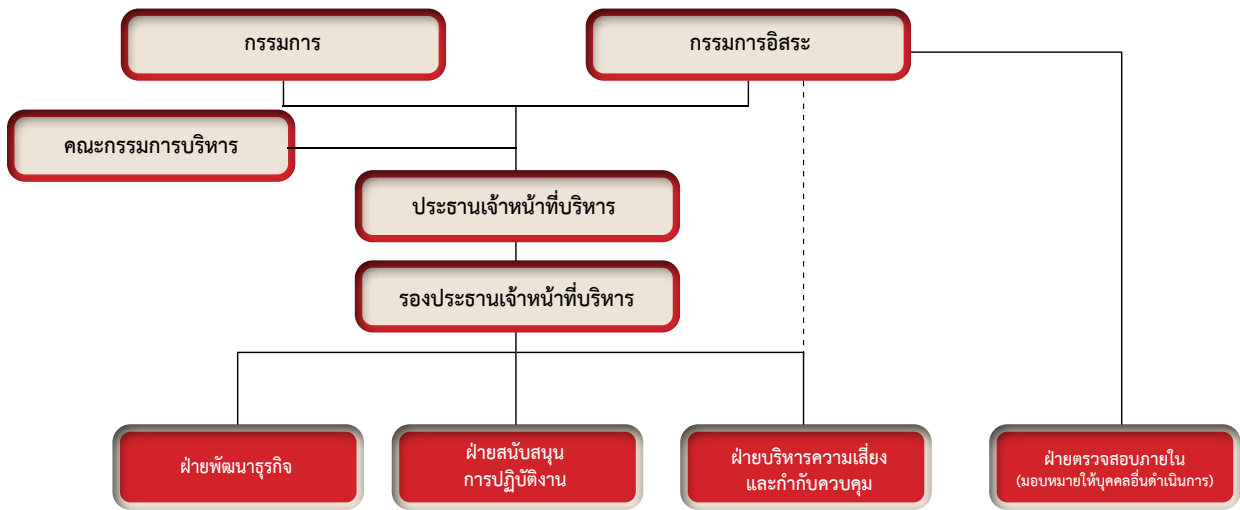 กรรมการ
กรรมการอิสระ
คณะกรรมการบริหาร
ประธานเจ้าหน้าที่บริหาร
รองประธานเจ้าหน้าที่บริหาร
ฝ่ายพัฒนาธุรกิจ
ฝ่ายสนับสนุน
การปฏิบัติงาน
ฝ่ายบริหารความเสี่ยง
และกำกับควบคุม
ฝ่ายตรวจสอบภายใน
(มอบหมายให้บุคคลอื่นดำเนินการ)